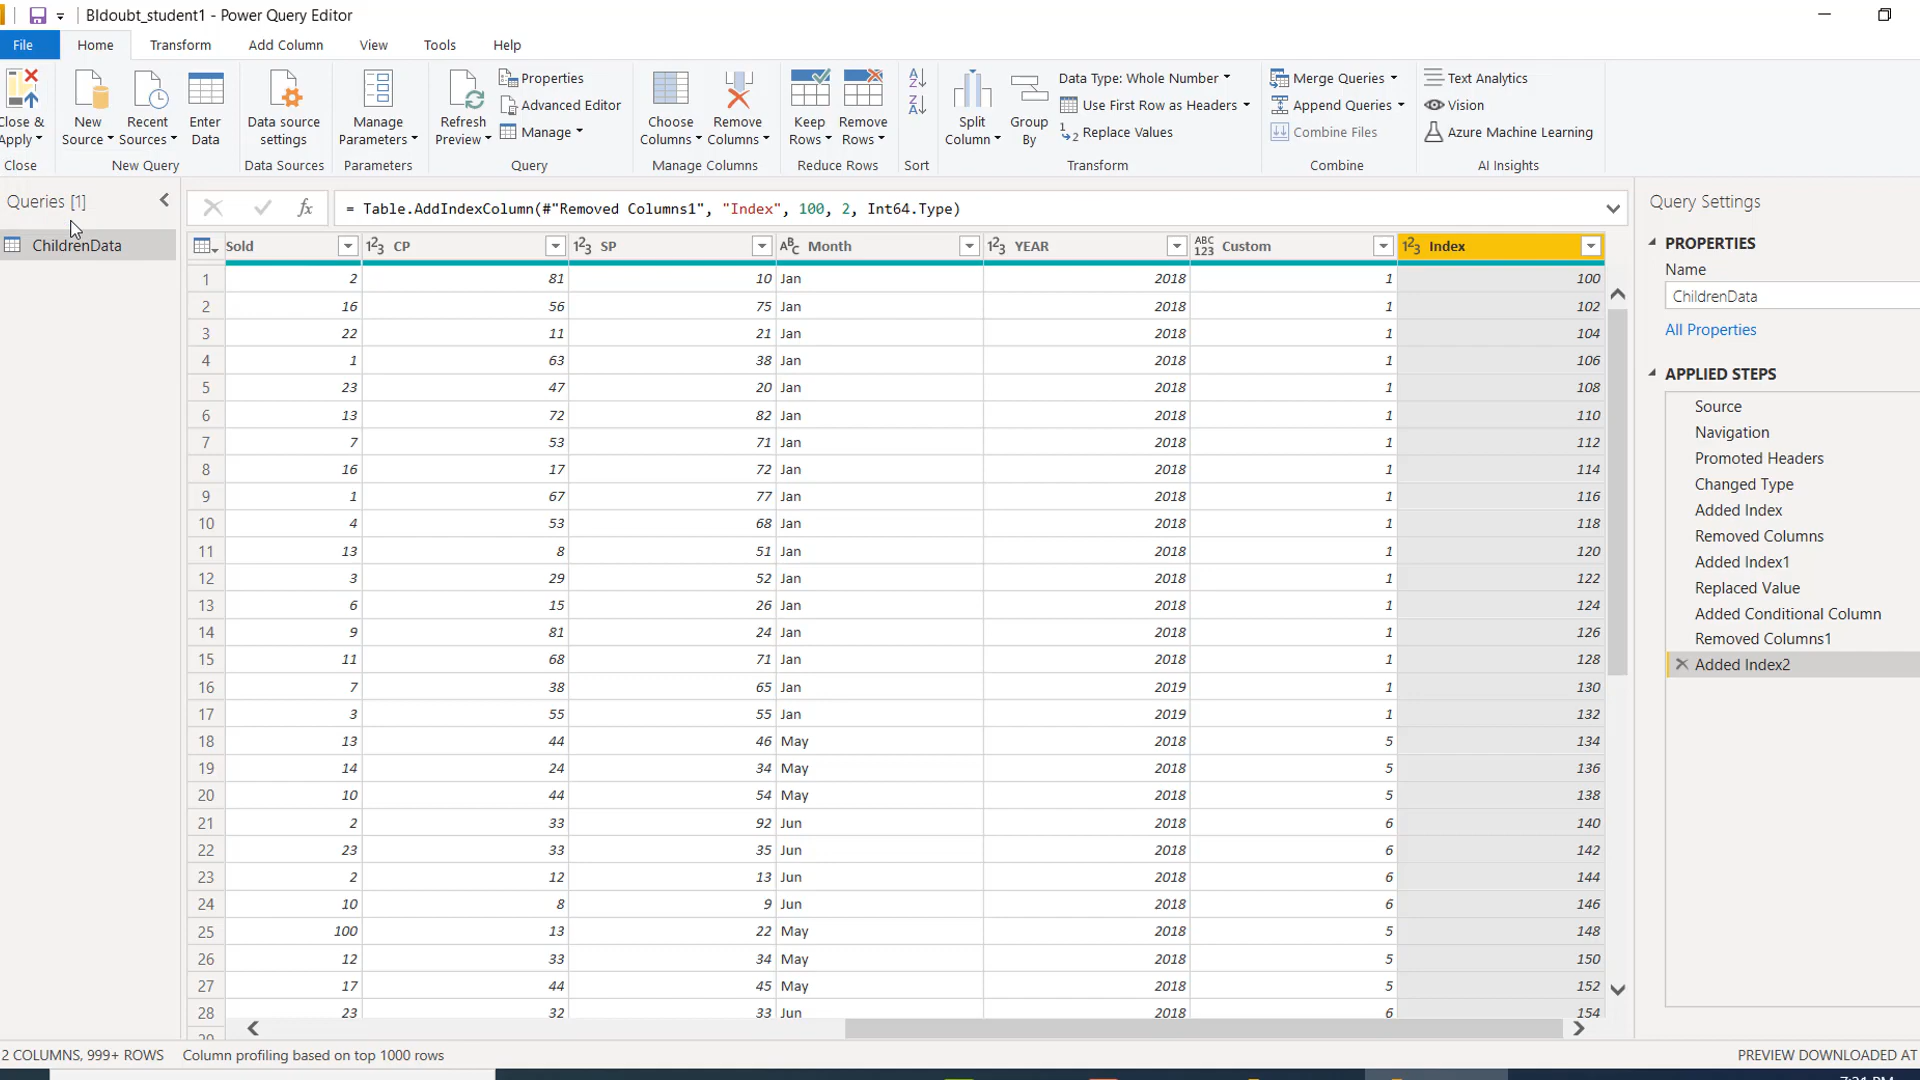 BIdoubt_student1 - Power Query Editor
File Home Transform Add Column View Tools Help
Close & Apply
New Source
Recent Sources
Enter Data
Data source settings
Manage Parameters
Refresh Preview
Properties
Advanced Editor
Manage
Choose Columns
Remove Columns
Keep Rows
Remove Rows
Split Column
Group By
Data Type: Whole Number
Use First Row as Headers
Replace Values
Merge Queries
Append Queries
Combine Files
Text Analytics
Vision
Azure Machine Learning
Close New Query Data Sources Parameters Query Manage Columns Reduce Rows Sort Transform Combine AI Insights
Queries [1]
ChildrenData
= Table.AddIndexColumn(#"Removed Columns1", "Index", 100, 2, Int64.Type)
Sold CP SP Month YEAR Custom Index
1 2 81 10 Jan 2018 1 100
2 16 56 75 Jan 2018 1 102
3 22 11 21 Jan 2018 1 104
4 1 63 38 Jan 2018 1 106
5 23 47 20 Jan 2018 1 108
6 13 72 82 Jan 2018 1 110
7 7 53 71 Jan 2018 1 112
8 16 17 72 Jan 2018 1 114
9 1 67 77 Jan 2018 1 116
10 4 53 68 Jan 2018 1 118
11 13 8 51 Jan 2018 1 120
12 3 29 52 Jan 2018 1 122
13 6 15 26 Jan 2018 1 124
14 9 81 24 Jan 2018 1 126
15 11 68 71 Jan 2018 1 128
16 7 38 65 Jan 2019 1 130
17 3 55 55 Jan 2019 1 132
18 13 44 46 May 2018 5 134
19 14 24 34 May 2018 5 136
20 10 44 54 May 2018 5 138
21 2 33 92 Jun 2018 6 140
22 23 33 35 Jun 2018 6 142
23 2 12 13 Jun 2018 6 144
24 10 8 9 Jun 2018 6 146
25 100 13 22 May 2018 5 148
26 12 33 34 May 2018 5 150
27 17 44 45 May 2018 5 152
28 23 32 33 Jun 2018 6 154
Query Settings
PROPERTIES
Name
ChildrenData
All Properties
APPLIED STEPS
Source
Navigation
Promoted Headers
Changed Type
Added Index
Removed Columns
Added Index1
Replaced Value
Added Conditional Column
Removed Columns1
Added Index2
2 COLUMNS, 999+ ROWS Column profiling based on top 1000 rows PREVIEW DOWNLOADED AT